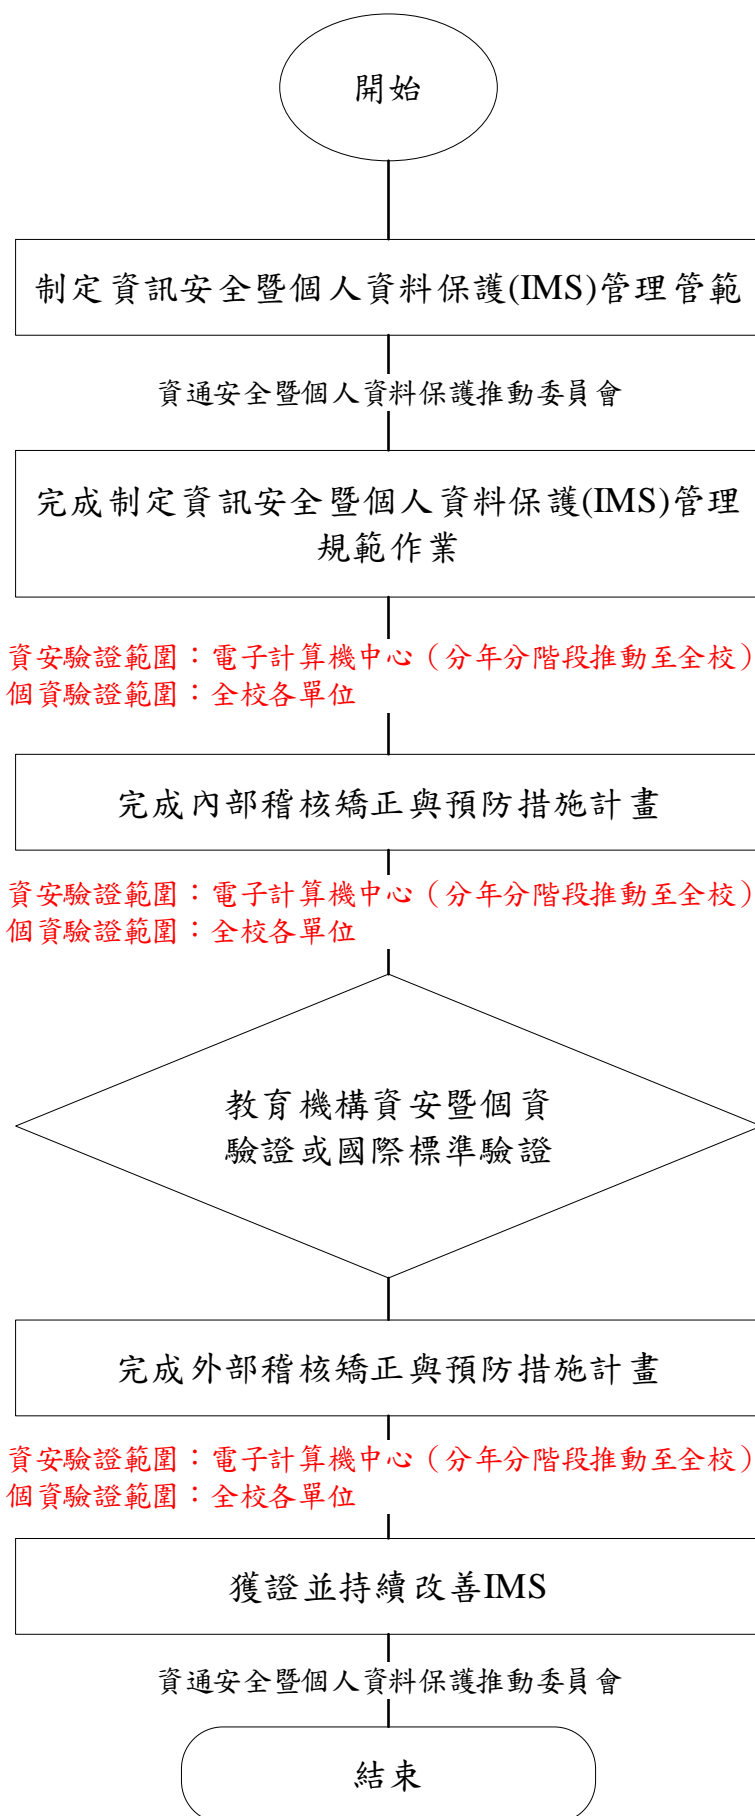 開始
制定資訊安全暨個人資料保護(IMS)管理管範
資通安全暨個人資料保護推動委員會
完成制定資訊安全暨個人資料保護(IMS)管理
規範作業
資安驗證範圍：電子計算機中心（分年分階段推動至全校）
個資驗證範圍：全校各單位
完成內部稽核矯正與預防措施計畫
資安驗證範圍：電子計算機中心（分年分階段推動至全校）
個資驗證範圍：全校各單位
教育機構資安暨個資
驗證或國際標準驗證
完成外部稽核矯正與預防措施計畫
資安驗證範圍：電子計算機中心（分年分階段推動至全校）
個資驗證範圍：全校各單位
獲證並持續改善IMS
資通安全暨個人資料保護推動委員會
結束